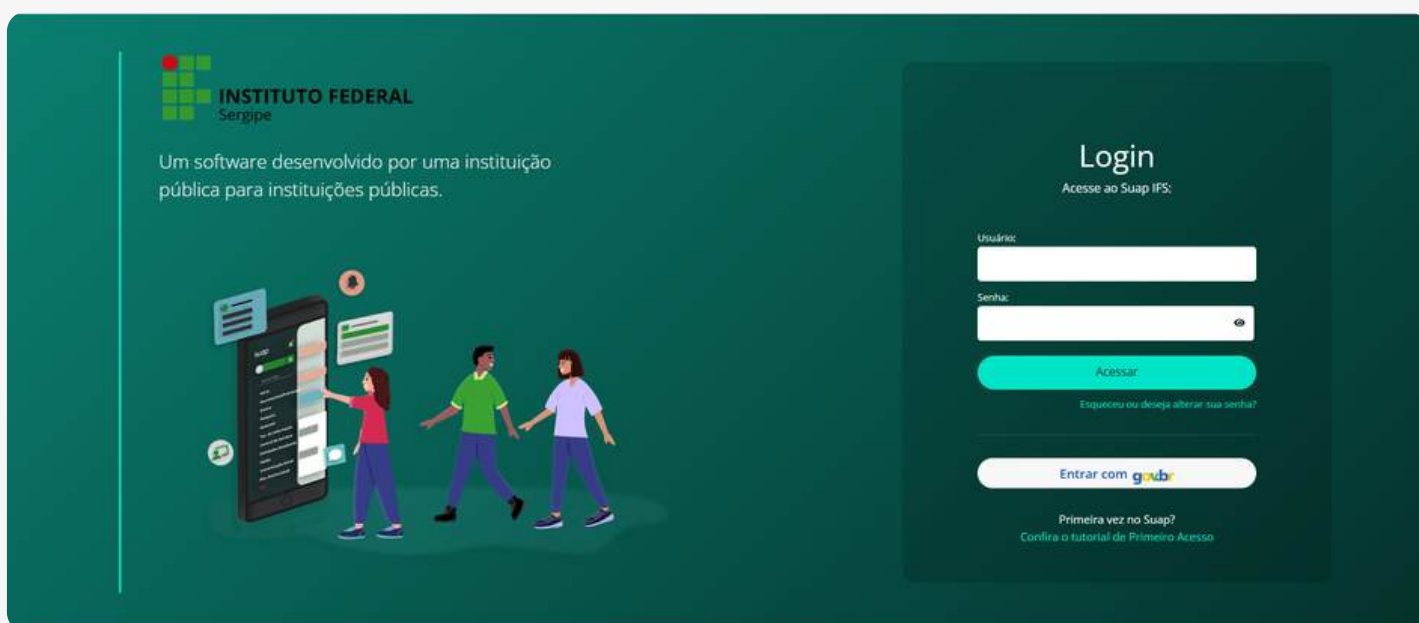 INSTITUTO FEDERAL
Sergipe
Um software desenvolvido por uma instituição
pública para instituições públicas.
suap
Login
Acesse ao Suap IFS:
Usuário:
Senha:
Acessar
Esqueceu ou deseja alterar sua senha?
Entrar com gov.br
Primeira vez no Suap?
Confira o tutorial de Primeiro Acesso